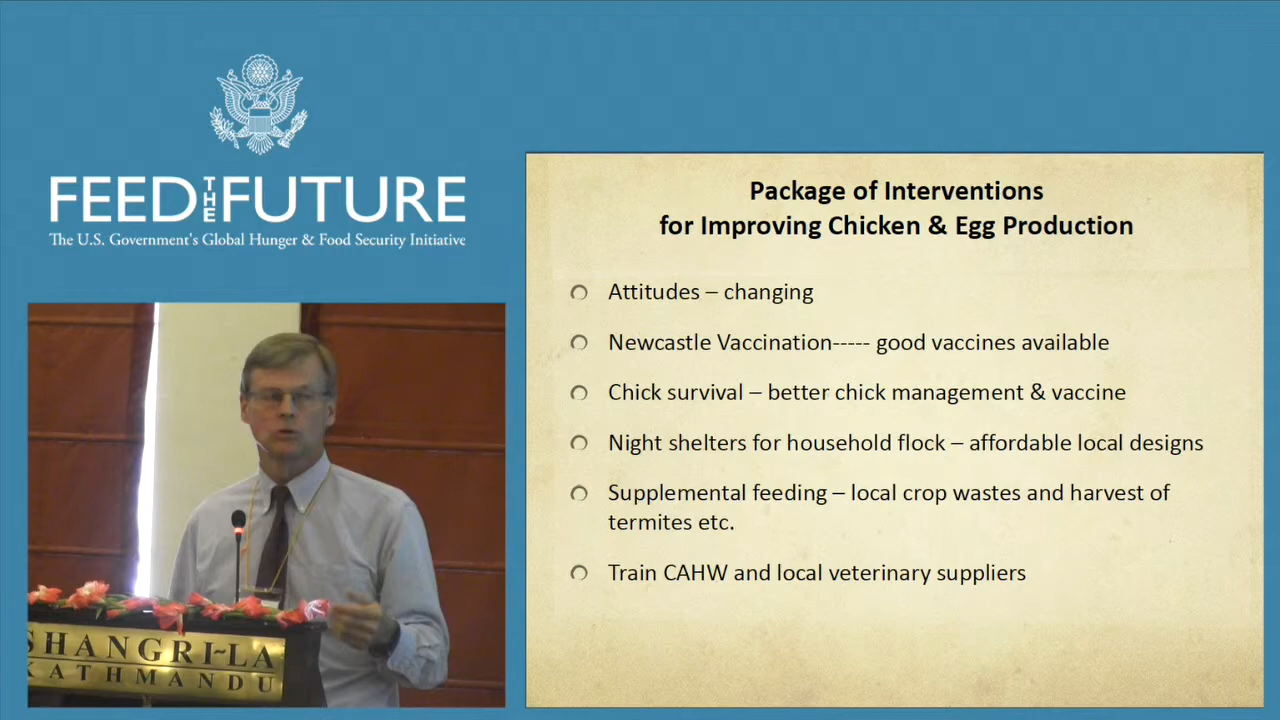 FEED THE FUTURE
The U.S. Government's Global Hunger & Food Security Initiative
Package of Interventions
for Improving Chicken & Egg Production
Attitudes – changing
Newcastle Vaccination----- good vaccines available
Chick survival – better chick management & vaccine
Night shelters for household flock – affordable local designs
Supplemental feeding – local crop wastes and harvest of
termites etc.
Train CAHW and local veterinary suppliers
SHANGRI~LA
KATHMANDU